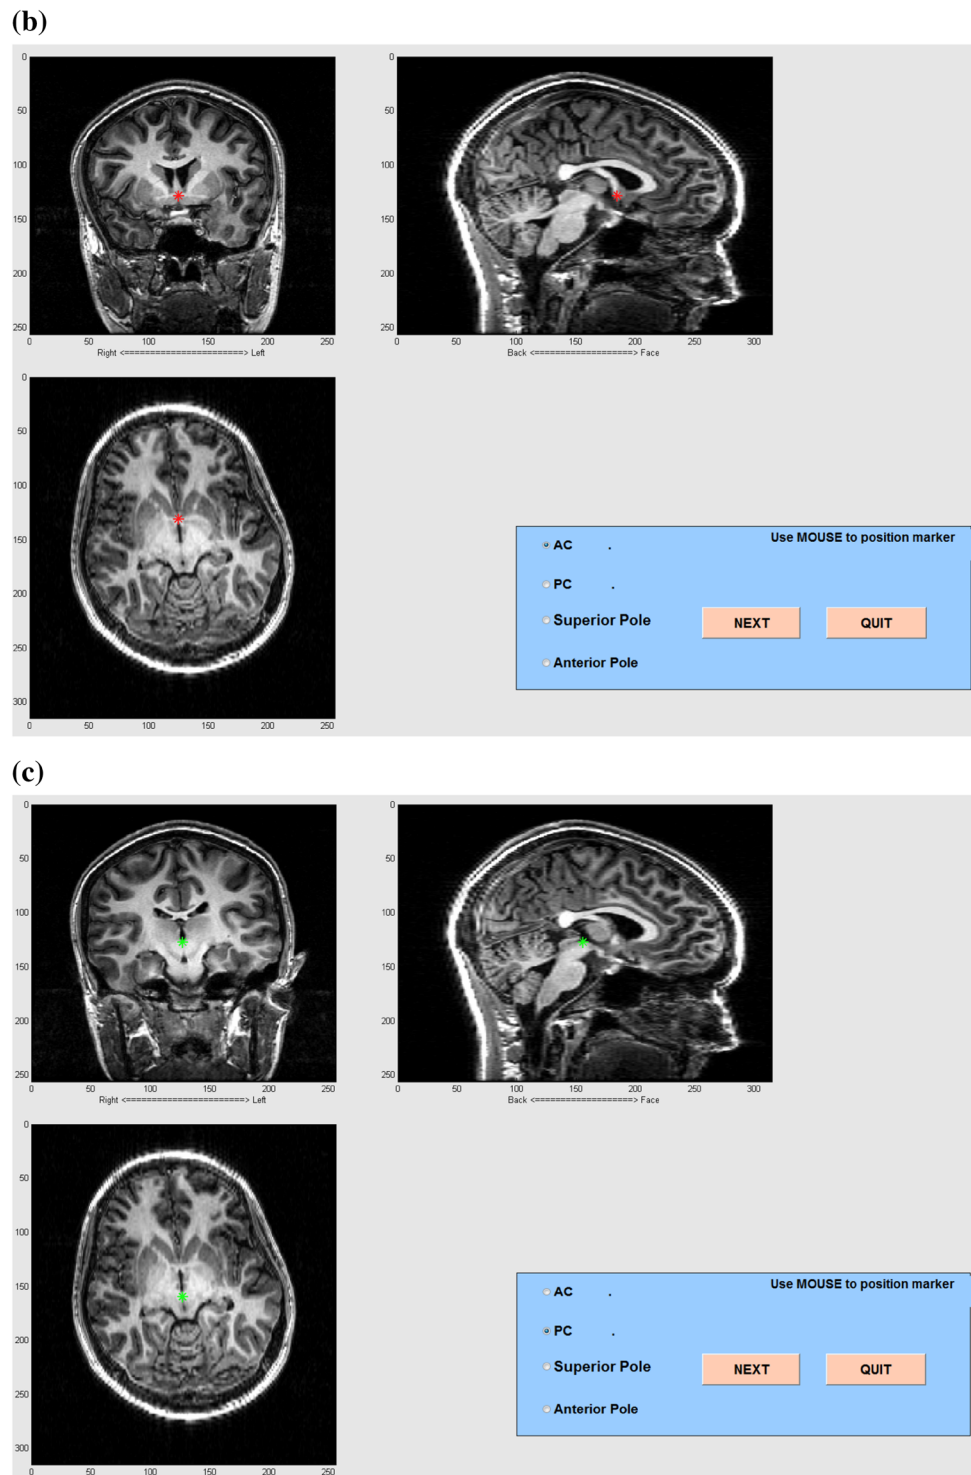 (b)
0
50
100
150
200
250
0 50 100 150 200 250
Right <=====================> Left
0
50
100
150
200
250
0 50 100 150 200 250 300
Back <==================> Face
0
50
100
150
200
250
300
0 50 100 150 200 250
Use MOUSE to position marker
AC .
PC .
Superior Pole
NEXT QUIT
Anterior Pole
(c)
0
50
100
150
200
250
0 50 100 150 200 250
Right <=====================> Left
0
50
100
150
200
250
0 50 100 150 200 250 300
Back <==================> Face
0
50
100
150
200
250
300
0 50 100 150 200 250
Use MOUSE to position marker
AC .
PC .
Superior Pole
NEXT QUIT
Anterior Pole